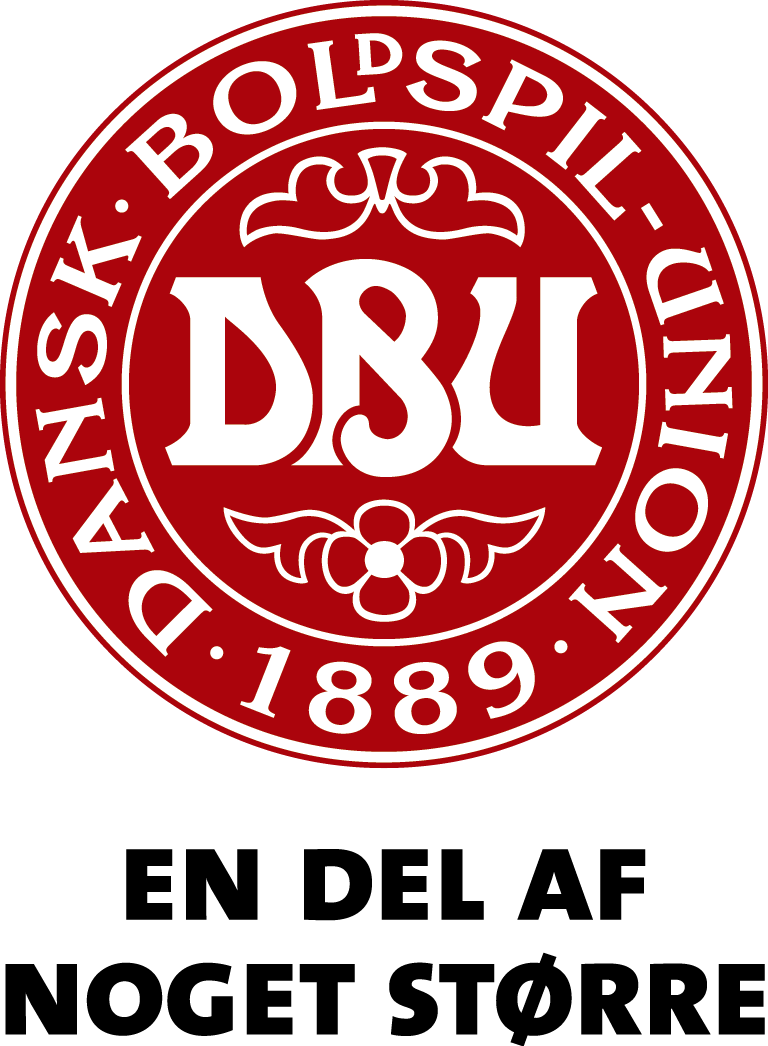 DANSK · BOLDSPIL-UNION
· 1889 ·
DBU
EN DEL AF
NOGET STØRRE